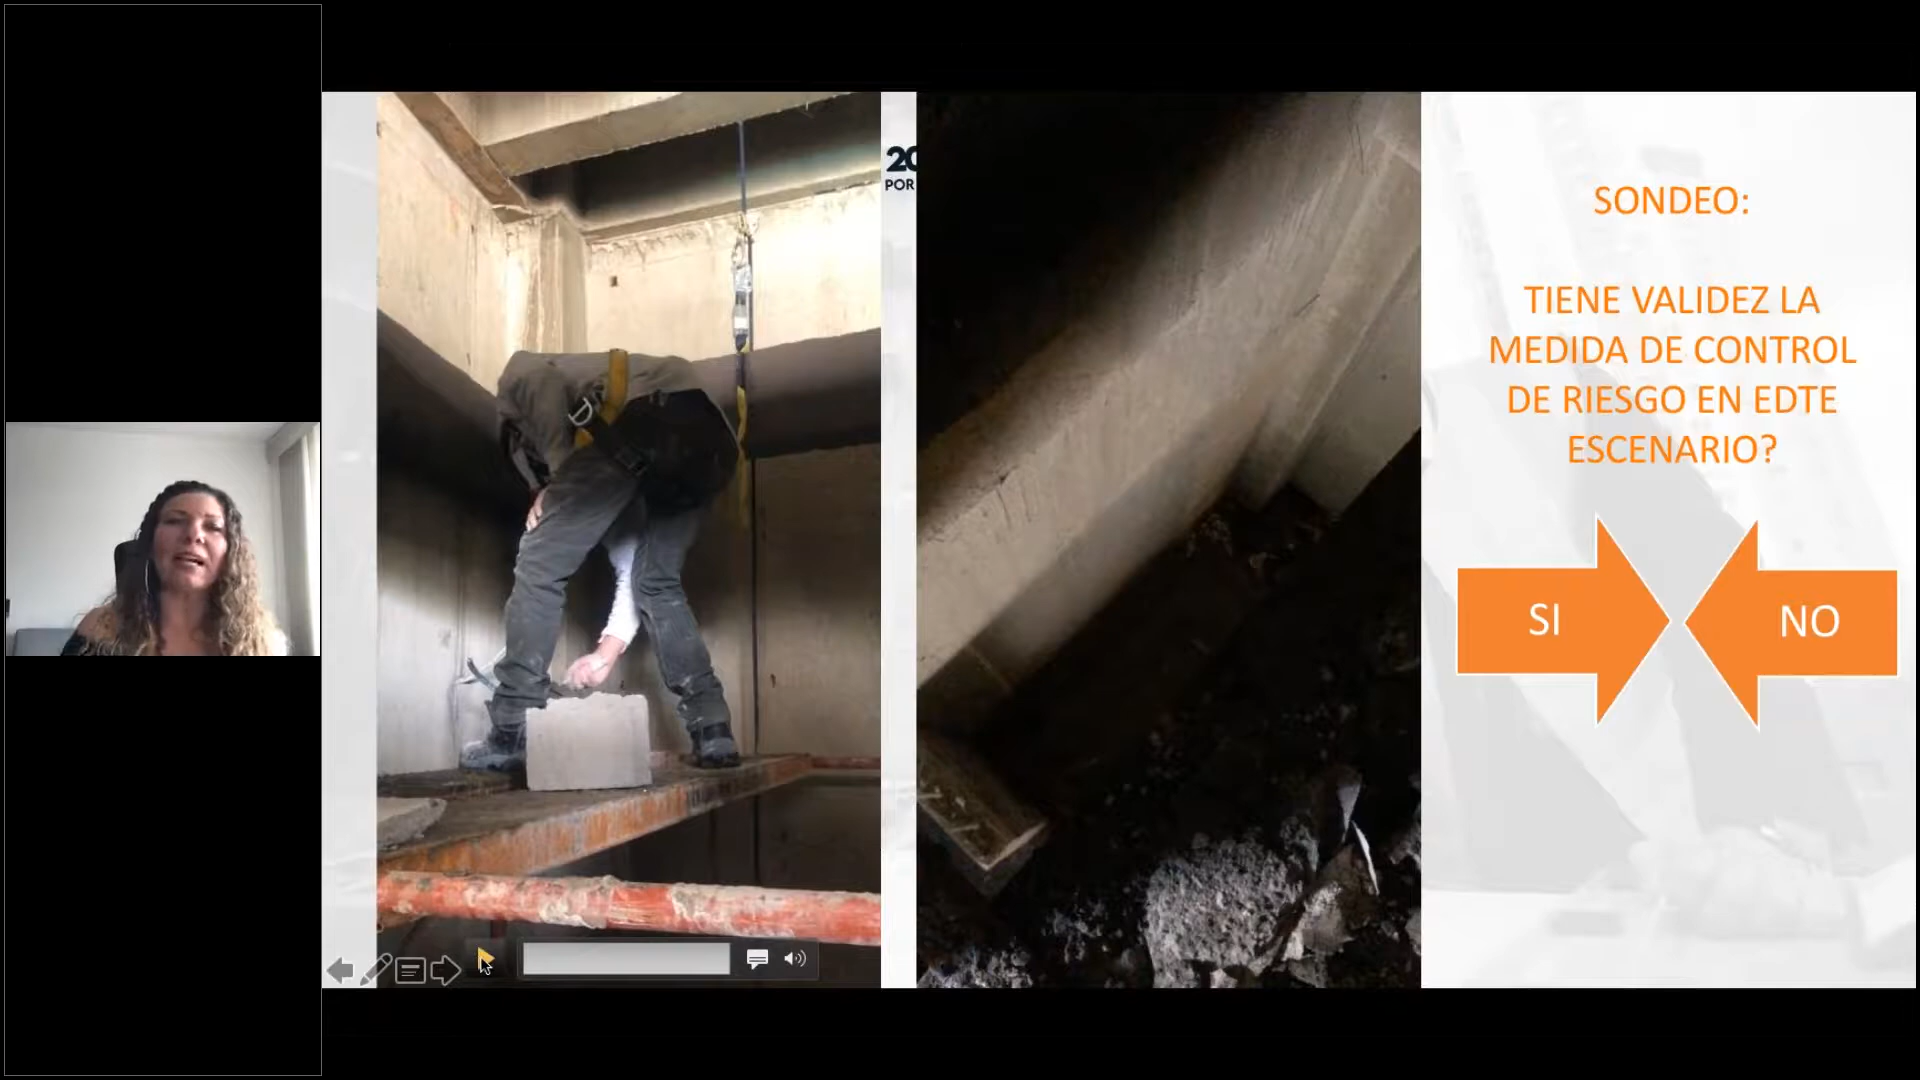 20
POR
SONDEO:
TIENE VALIDEZ LA
MEDIDA DE CONTROL
DE RIESGO EN EDTE
ESCENARIO?
SI
NO